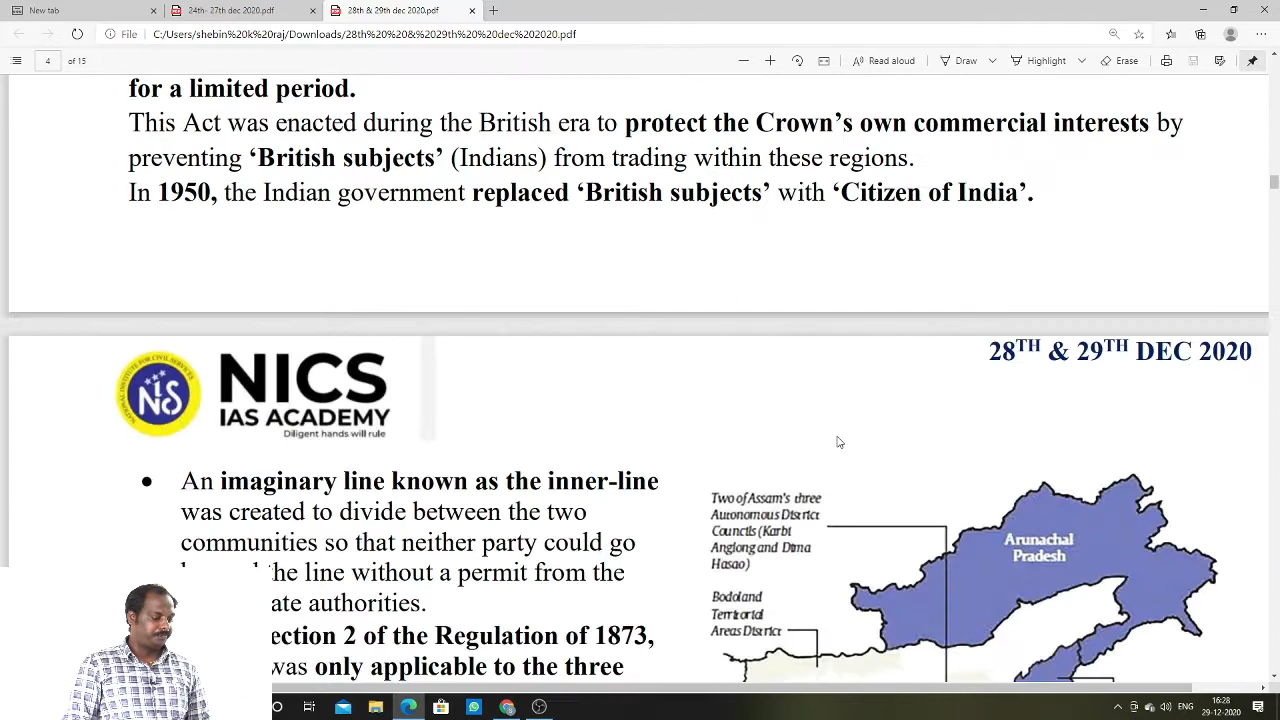 New tab
24th- 27th dec 2020.pdf
28th & 29th dec 2020.pdf
File
C:/Users/shebin%20k%20raj/Downloads/28th%20%20&%2029th%20%20dec%202020.pdf
4 of 15
Read aloud
Draw
Highlight
Erase
for a limited period.
This Act was enacted during the British era to protect the Crown’s own commercial interests by
preventing ‘British subjects’ (Indians) from trading within these regions.
In 1950, the Indian government replaced ‘British subjects’ with ‘Citizen of India’.
NICS
IAS ACADEMY
Diligent hands will rule
28TH & 29TH DEC 2020
• An imaginary line known as the inner-line
was created to divide between the two
communities so that neither party could go
the line without a permit from the
ate authorities.
ection 2 of the Regulation of 1873,
was only applicable to the three
Two of Assam's three
Autonomous District
Councils (Karbi
Anglong and Dima
Hasao)
Bodoland
Territorial
Areas District
Arunachal
Pradesh
ENG
16:28
29-12-2020